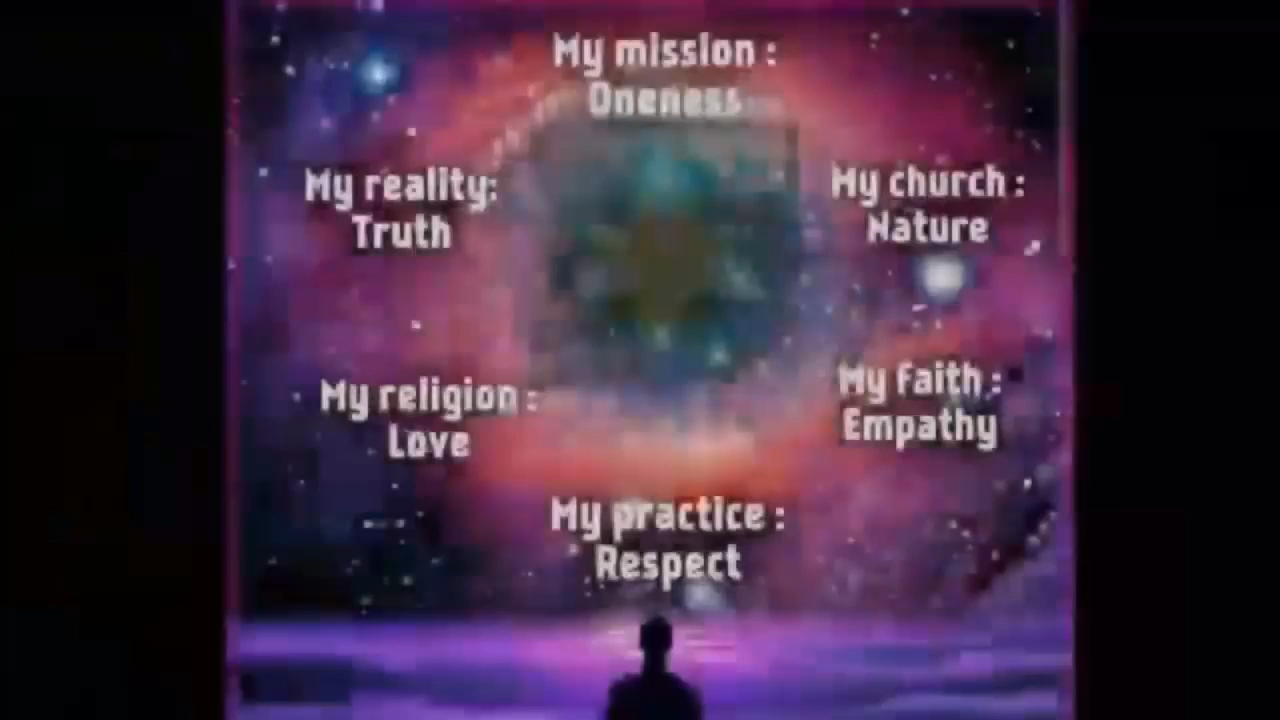 My mission :
Oneness
My reality:
Truth
My church :
Nature
My religion :
Love
My faith :
Empathy
My practice :
Respect